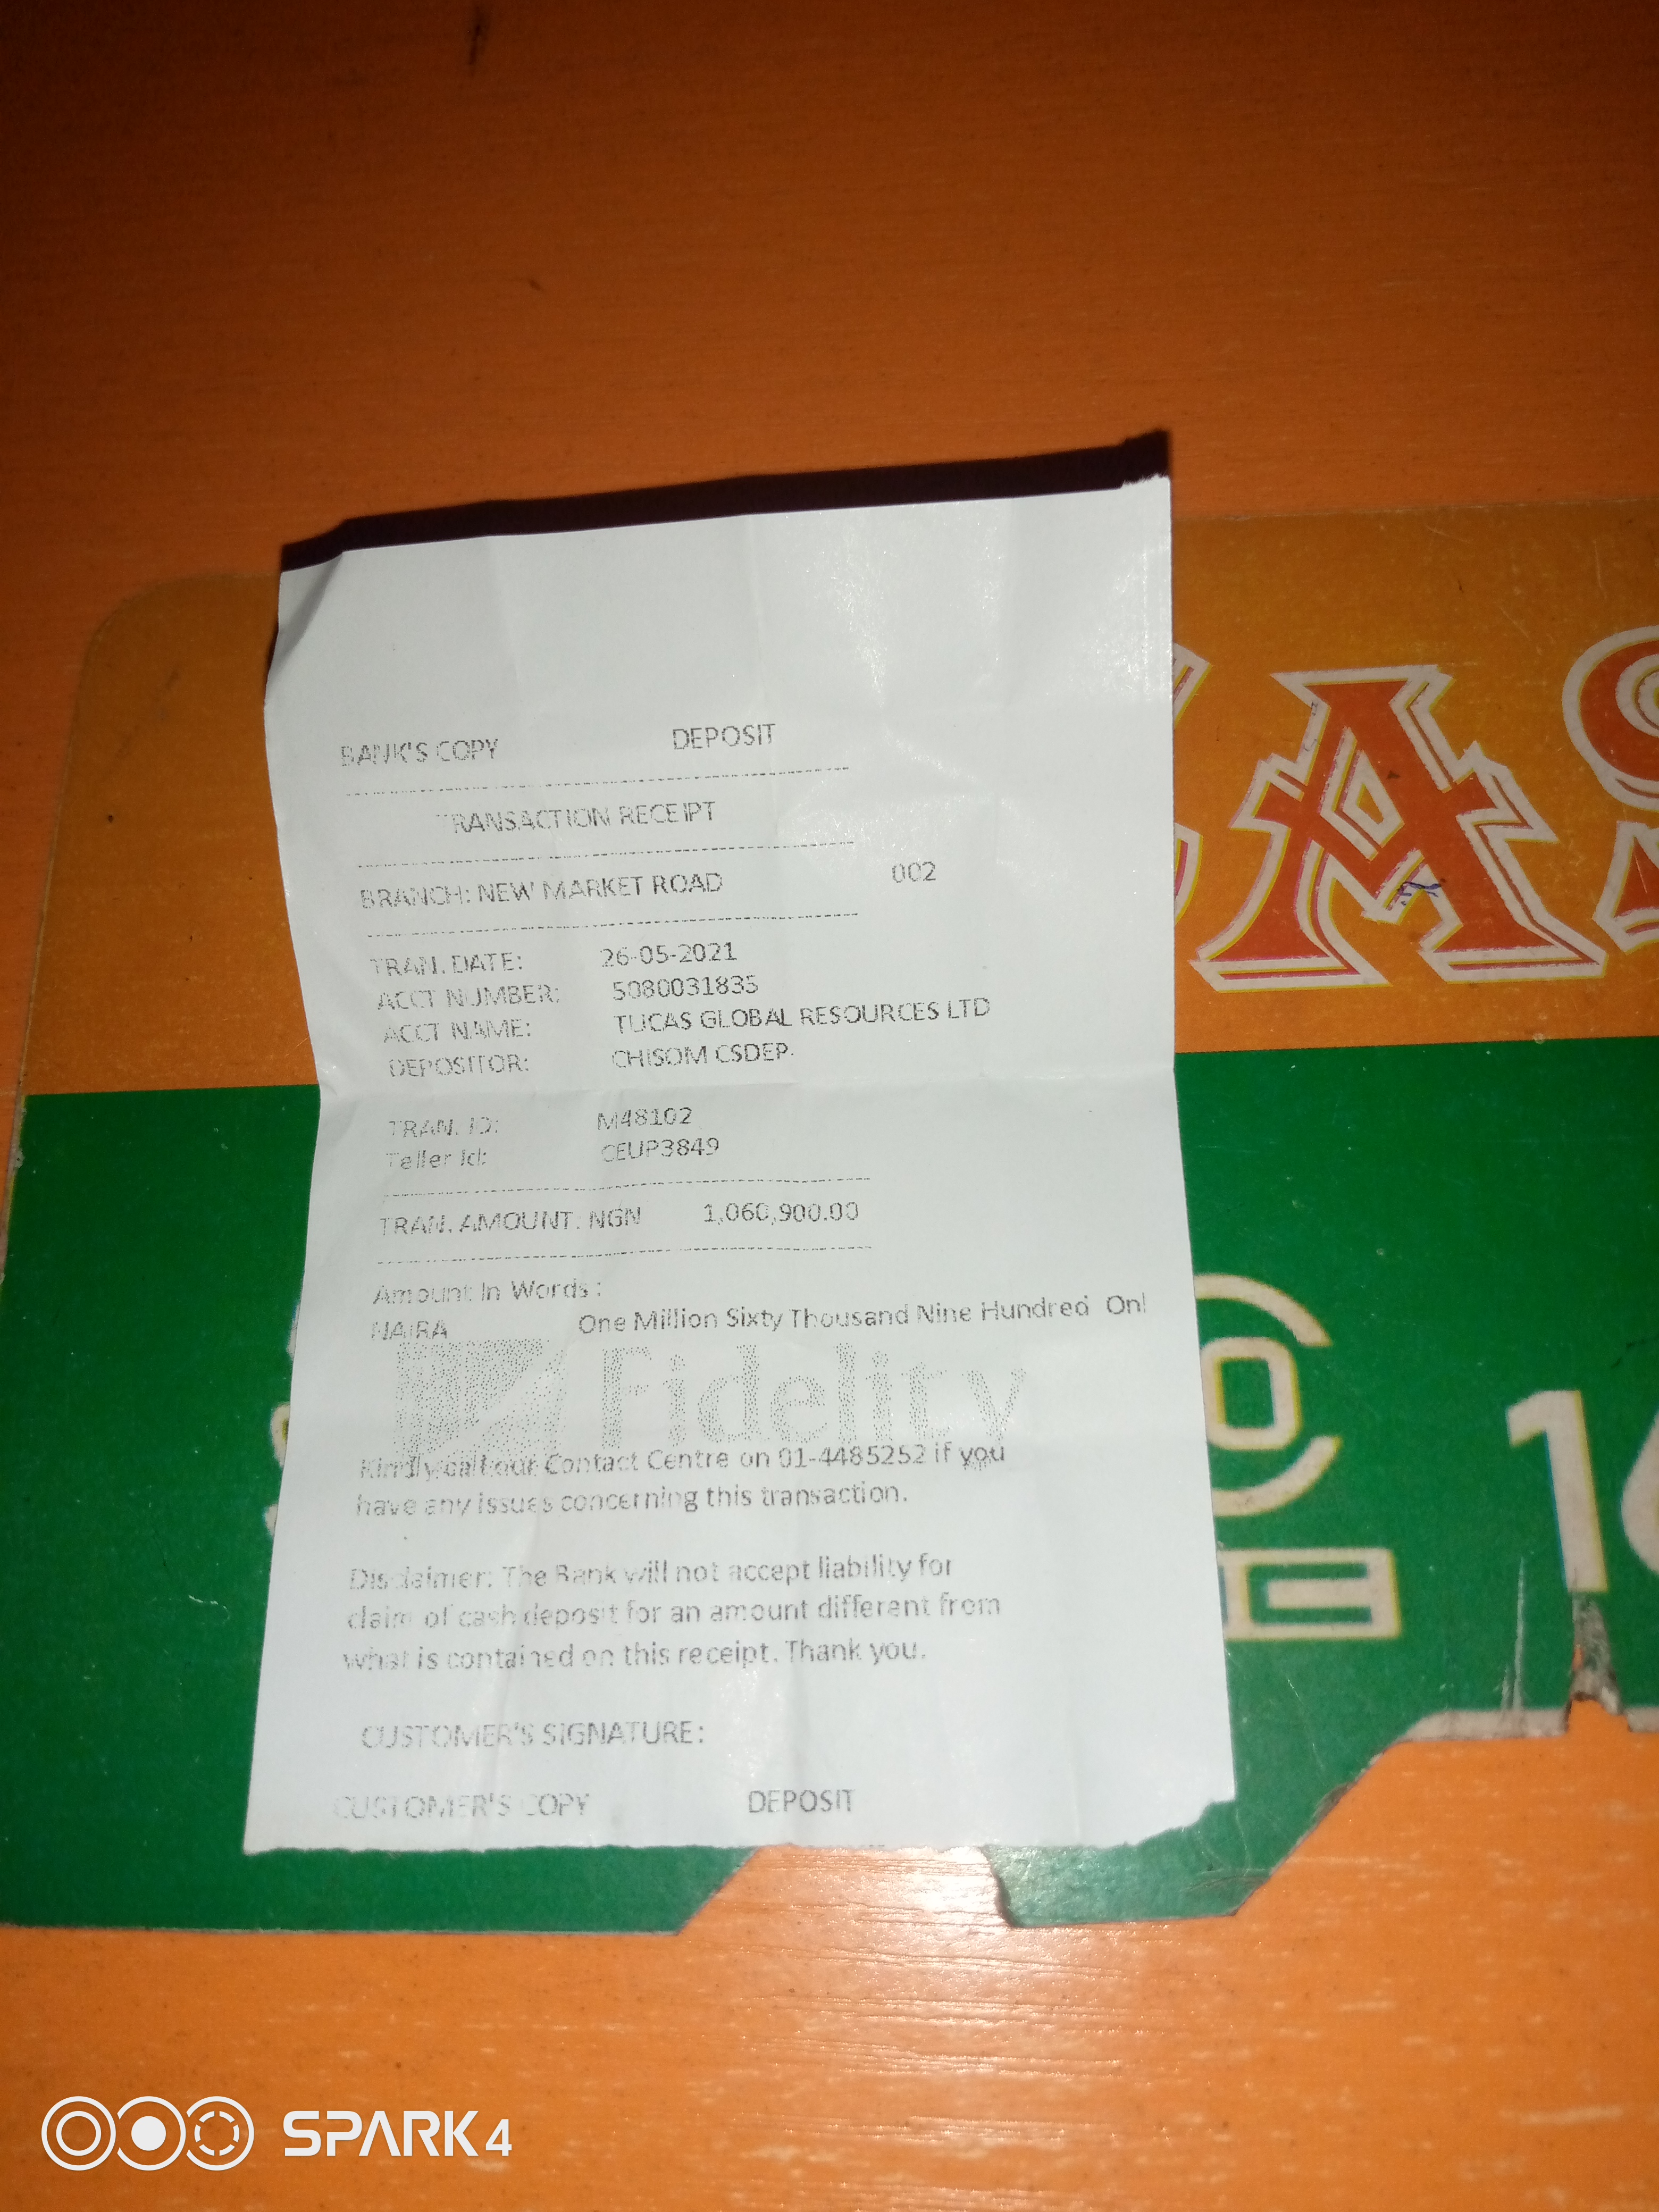 BANK'S COPY DEPOSIT
TRANSACTION RECEIPT
BRANCH: NEW MARKET ROAD 002
TRAN. DATE: 26-05-2021
ACCT NUMBER: 5080031835
ACCT NAME: TUCAS GLOBAL RESOURCES LTD
DEPOSITOR: CHISOM CSDEP
TRAN. ID: M48102
Teller Id: CEUP3849
TRAN. AMOUNT: NGN 1,060,900.00
Amount In Words :
NAIRA One Million Sixty Thousand Nine Hundred Onl
Fidelity
Kindly call our Contact Centre on 01-4485252 if you
have any issues concerning this transaction.
Disclaimer: The Bank will not accept liability for
claim of cash deposit for an amount different from
what is contained on this receipt. Thank you.
CUSTOMER'S SIGNATURE:
CUSTOMER'S COPY DEPOSIT
SPARK 4